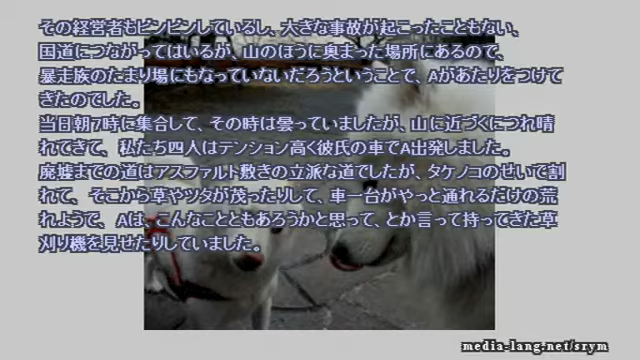 その経営者もピンピンしているし、大きな事故が起こったこともない、
国道につながってはいるが、山のほうに奥まった場所にあるので、
暴走族のたまり場にもなっていないだろうということで、Aがあたりをつけて
きたのでした。
当日朝7時に集合して、その時は曇っていましたが、山に近づくにつれ晴
れてきて、私たち四人はテンション高く彼氏の車でA出発しました。
廃墟までの道はアスファルト敷きの立派な道でしたが、タケノコのせいで割
れて、そこから草やツタが茂ったりして、車一台がやっと通れるだけの荒
れようで、Aは、こんなこともあろうかと思って、とか言って持ってきた草
刈り機を見せたりしていました。
media-lang-net/srym